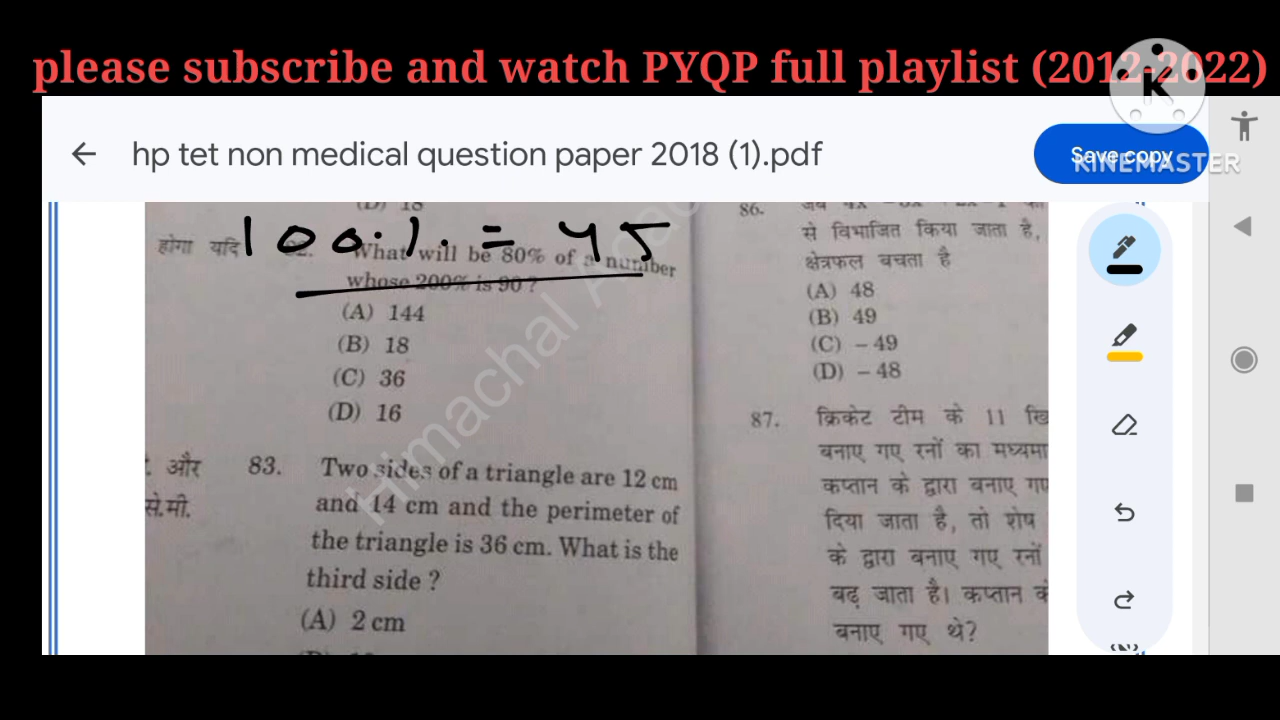 please subscribe and watch PYQP full playlist (2012-2022)
K
hp tet non medical question paper 2018 (1).pdf
Save copy
KINEMASTER
(D) 18
100% = 45
होगा यदि
What will be 80% of a number
whose 200% is 90 ?
(A) 144
(B) 18
(C) 36
(D) 16
. और
से.मी.
83. Two sides of a triangle are 12 cm
and 14 cm and the perimeter of
the triangle is 36 cm. What is the
third side ?
(A) 2 cm
Himachal
86.
से विभाजित किया जाता है,
क्षेत्रफल बचता है
(A) 48
(B) 49
(C) – 49
(D) – 48
87. क्रिकेट टीम के 11
बनाए गए रनों का
कप्तान के द्वारा बनाए
दिया जाता है, तो शेष
के द्वारा बनाए गए रनों
बढ़ जाता है। कप्तान
बनाए गए थे?